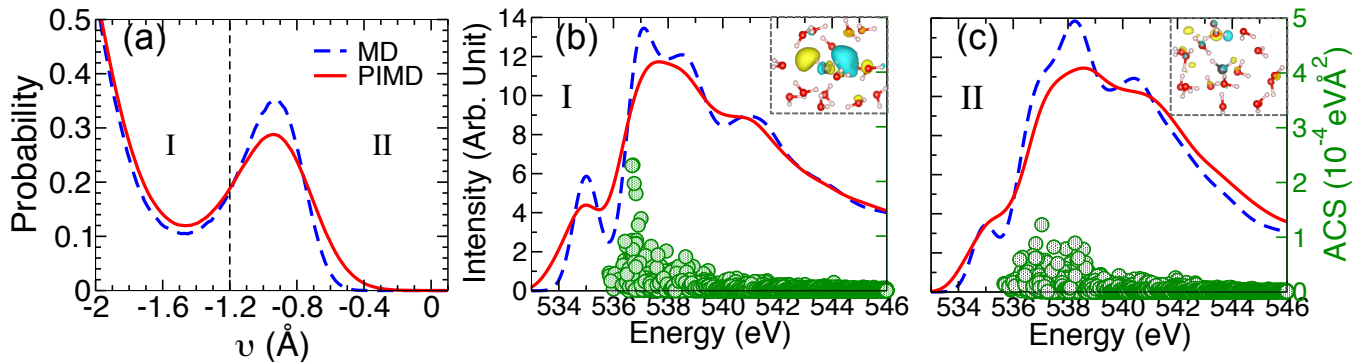 (a)
MD
PIMD
I
II
Probability
0.5
0.4
0.3
0.2
0.1
0
-2
-1.6
-1.2
-0.8
-0.4
0
υ (Å)
(b)
I
Intensity (Arb. Unit)
14
12
10
8
6
4
2
0
534
536
538
540
542
544
546
Energy (eV)
(c)
II
534
536
538
540
542
544
546
Energy (eV)
5
4
3
2
1
0
ACS (10⁻⁴ eVÅ²)